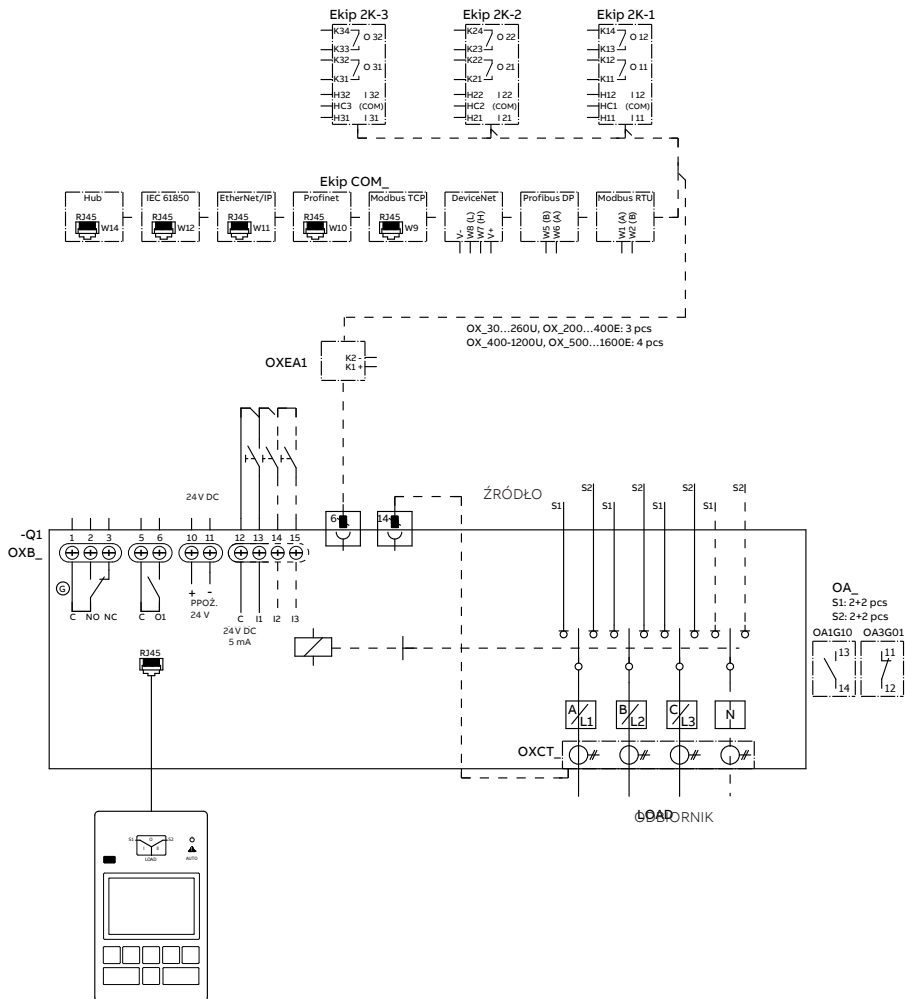 Ekip 2K-3
Ekip 2K-2
Ekip 2K-1
K34
O 32
K33
K32
O 31
K31
H32 I 32
HC3 (COM)
H31 I 31
K24
O 22
K23
K22
O 21
K21
H22 I 22
HC2 (COM)
H21 I 21
K14
O 12
K13
K12
O 11
K11
H12 I 12
HC1 (COM)
H11 I 11
Ekip COM_
Hub
RJ45
W14
IEC 61850
RJ45
W12
EtherNet/IP
RJ45
W11
Profinet
RJ45
W10
Modbus TCP
RJ45
W9
DeviceNet
V-
W8 (L)
W7 (H)
V+
Profibus DP
W5 (B)
W6 (A)
Modbus RTU
W1 (A)
W2 (B)
OX_30...260U, OX_200...400E: 3 pcs
OX_400-1200U, OX_500...1600E: 4 pcs
OXEA1
K2 -
K1 +
24 V DC
6
14
ŹRÓDŁO
S1
S2
S1
S2
S1
S2
S1
S2
-Q1
OXB_
1 2 3 5 6 10 11 12 13 14 15
G
C NO NC
C O1
+ -
PPOŻ.
24 V
C I1 I2 I3
24 V DC
5 mA
RJ45
OA_
S1: 2+2 pcs
S2: 2+2 pcs
OA1G10 OA3G01
13
14
11
12
A L1
B L2
C L3
N
OXCT_
LOAD
ODBIORNIK
S1 O S2
I II
LOAD
AUTO